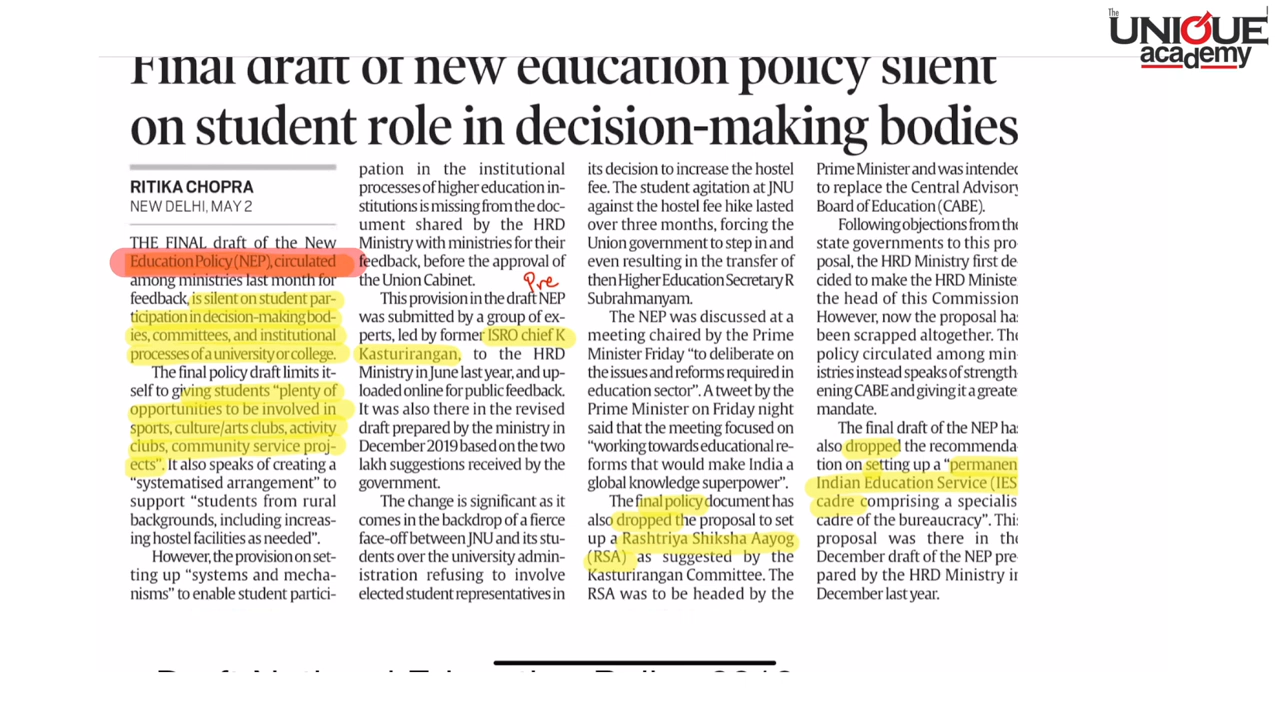 The
UNIQUE
academy
Final draft of new education policy silent
on student role in decision-making bodies
RITIKA CHOPRA
NEW DELHI, MAY 2
THE FINAL draft of the New
Education Policy (NEP), circulated
among ministries last month for
feedback, is silent on student par-
ticipation in decision-making bod-
ies, committees, and institutional
processes of a university or college.
The final policy draft limits it-
self to giving students "plenty of
opportunities to be involved in
sports, culture/arts clubs, activity
clubs, community service proj-
ects". It also speaks of creating a
"systematised arrangement" to
support "students from rural
backgrounds, including increas-
ing hostel facilities as needed".
However, the provision on set-
ting up "systems and mecha-
nisms" to enable student partici-
pation in the institutional
processes of higher education in-
stitutions is missing from the doc-
ument shared by the HRD
Ministry with ministries for their
feedback, before the approval of
the Union Cabinet.
Pre
This provision in the draft NEP
was submitted by a group of ex-
perts, led by former ISRO chief K
Kasturirangan, to the HRD
Ministry in June last year, and up-
loaded online for public feedback.
It was also there in the revised
draft prepared by the ministry in
December 2019 based on the two
lakh suggestions received by the
government.
The change is significant as it
comes in the backdrop of a fierce
face-off between JNU and its stu-
dents over the university admin-
istration refusing to involve
elected student representatives in
its decision to increase the hostel
fee. The student agitation at JNU
against the hostel fee hike lasted
over three months, forcing the
Union government to step in and
even resulting in the transfer of
then Higher Education Secretary R
Subrahmanyam.
The NEP was discussed at a
meeting chaired by the Prime
Minister Friday "to deliberate on
the issues and reforms required in
education sector". A tweet by the
Prime Minister on Friday night
said that the meeting focused on
"working towards educational re-
forms that would make India a
global knowledge superpower".
The final policy document has
also dropped the proposal to set
up a Rashtriya Shiksha Aayog
(RSA) as suggested by the
Kasturirangan Committee. The
RSA was to be headed by the
Prime Minister and was intended
to replace the Central Advisory
Board of Education (CABE).
Following objections from the
state governments to this pro-
posal, the HRD Ministry first de
cided to make the HRD Ministe
the head of this Commission
However, now the proposal ha
been scrapped altogether. The
policy circulated among min-
istries instead speaks of strength-
ening CABE and giving it a greate
mandate.
The final draft of the NEP ha
also dropped the recommenda-
tion on setting up a "permanen
Indian Education Service (IES
cadre comprising a specialis
cadre of the bureaucracy". Thi
proposal was there in the
December draft of the NEP pre-
pared by the HRD Ministry in
December last year.